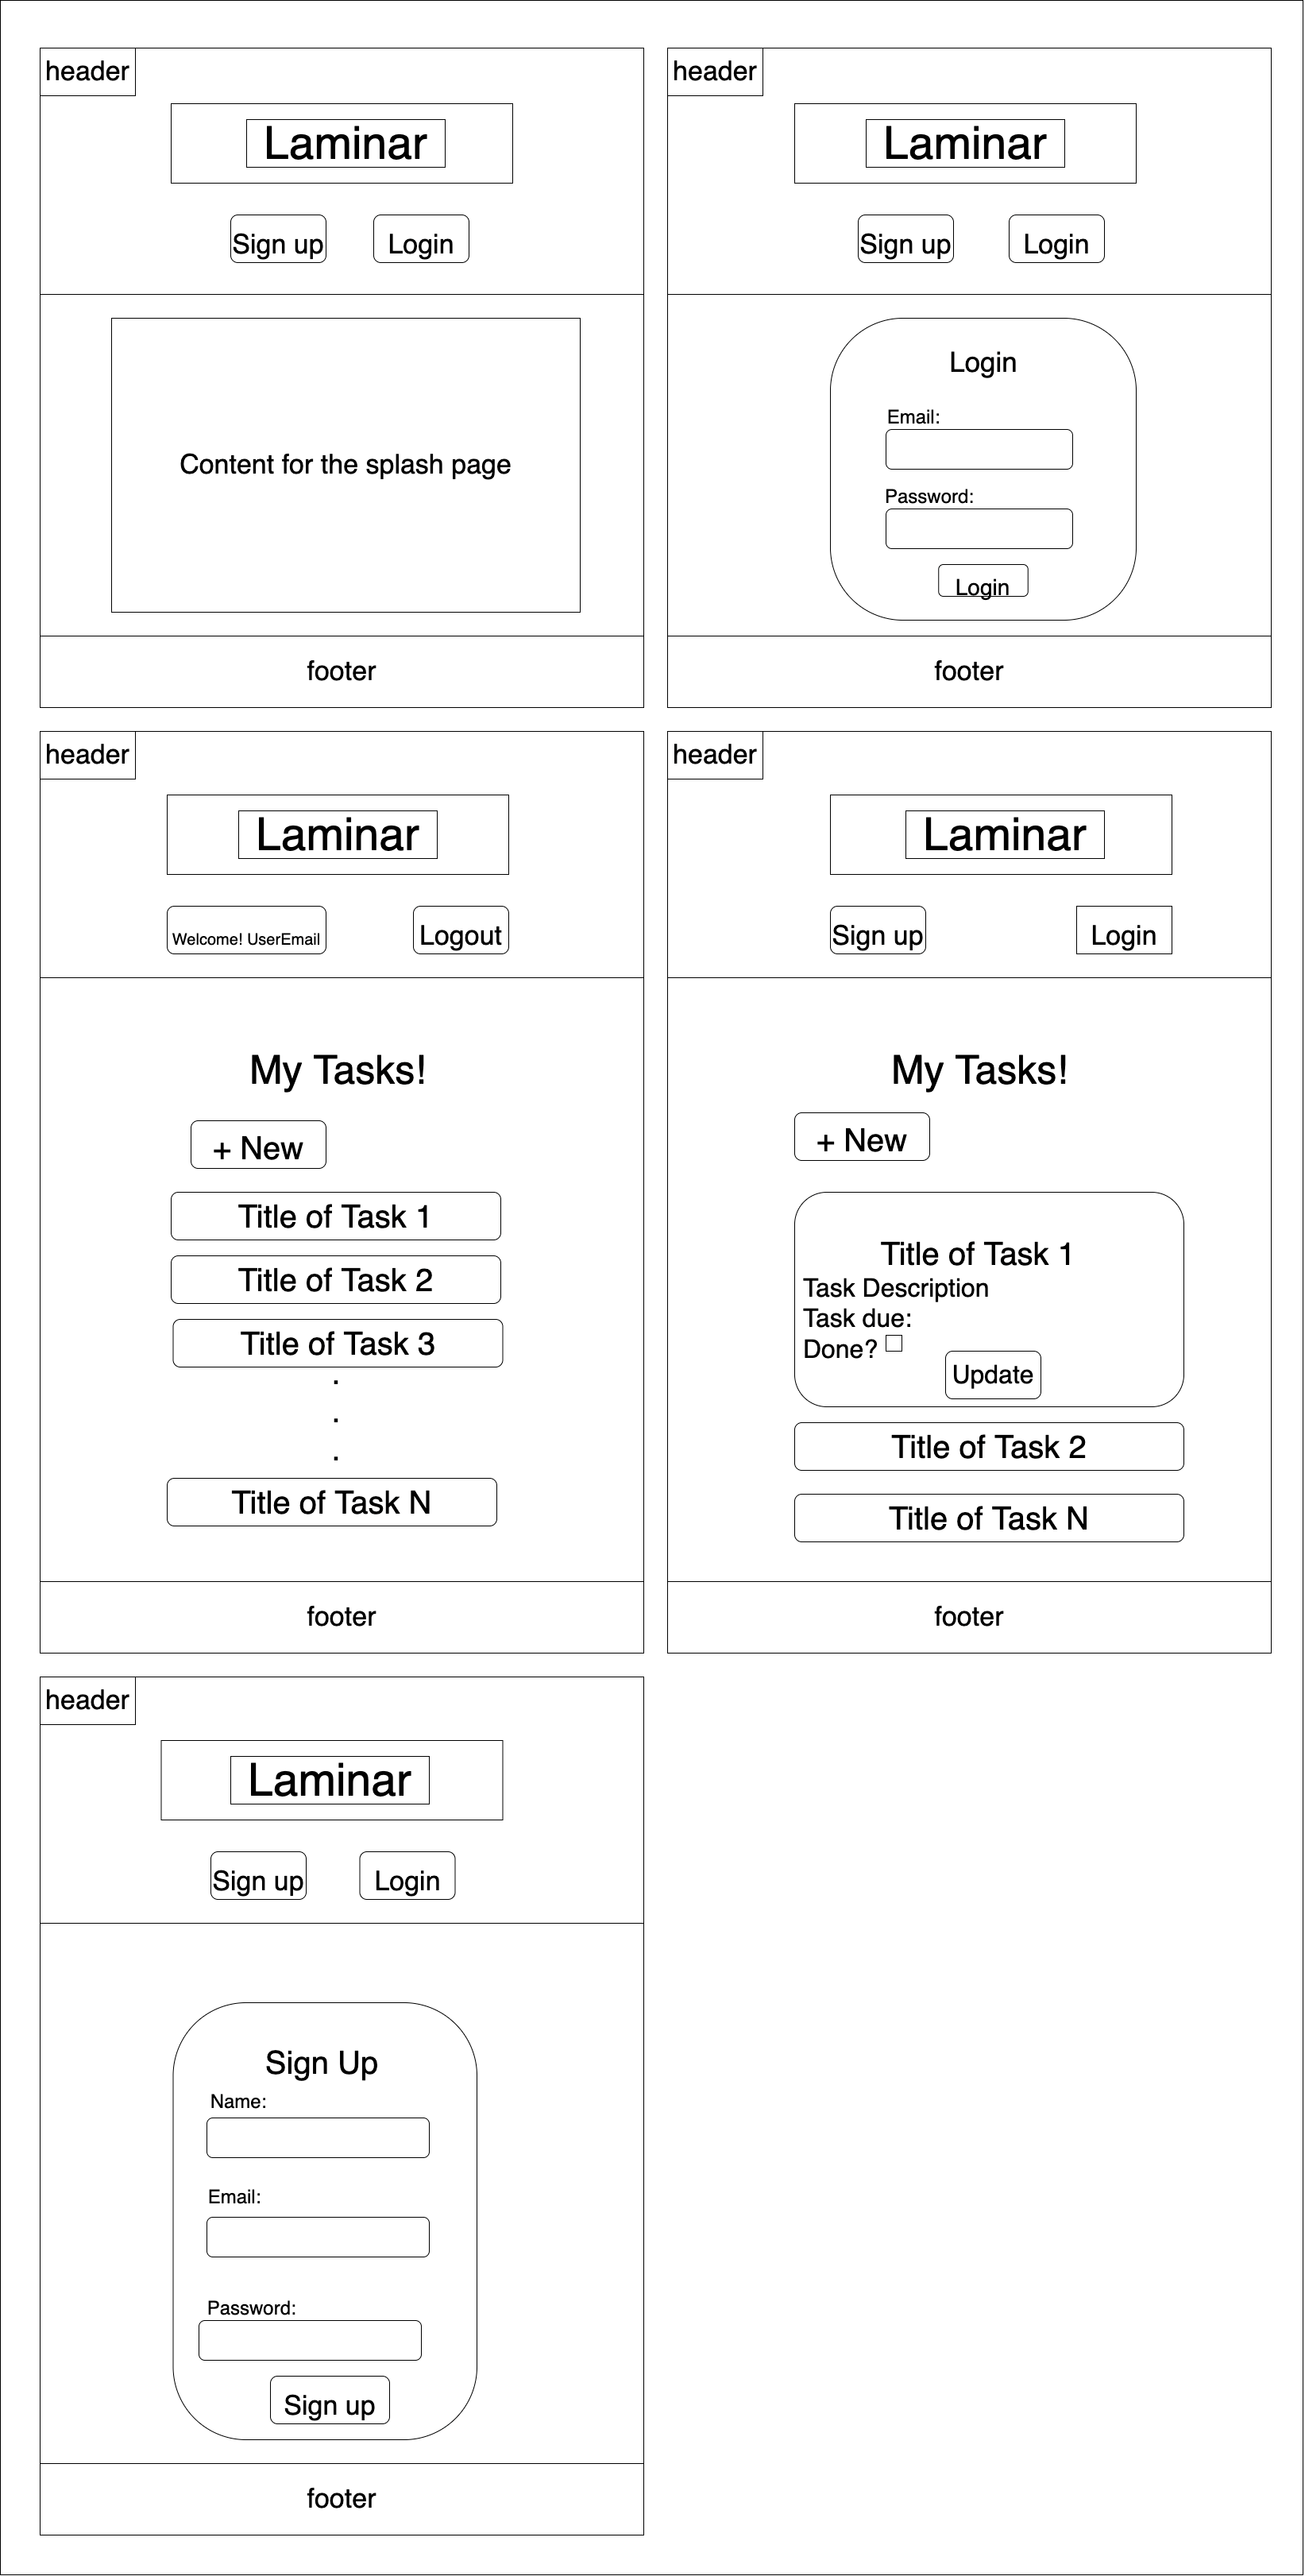 header
Laminar
Sign up
Login
Content for the splash page
footer
header
Laminar
Sign up
Login
Login
Email:
Password:
Login
footer
header
Laminar
Welcome! UserEmail
Logout
My Tasks!
+ New
Title of Task 1
Title of Task 2
Title of Task 3
.
.
.
Title of Task N
footer
header
Laminar
Sign up
Login
My Tasks!
+ New
Title of Task 1
Task Description
Task due:
Done?
Update
Title of Task 2
Title of Task N
footer
header
Laminar
Sign up
Login
Sign Up
Name:
Email:
Password:
Sign up
footer